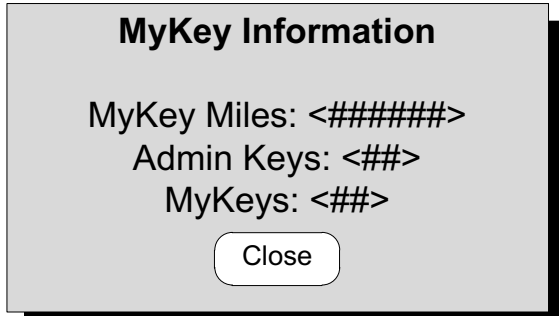 MyKey Information
MyKey Miles: <######>
Admin Keys: <##>
MyKeys: <##>
Close